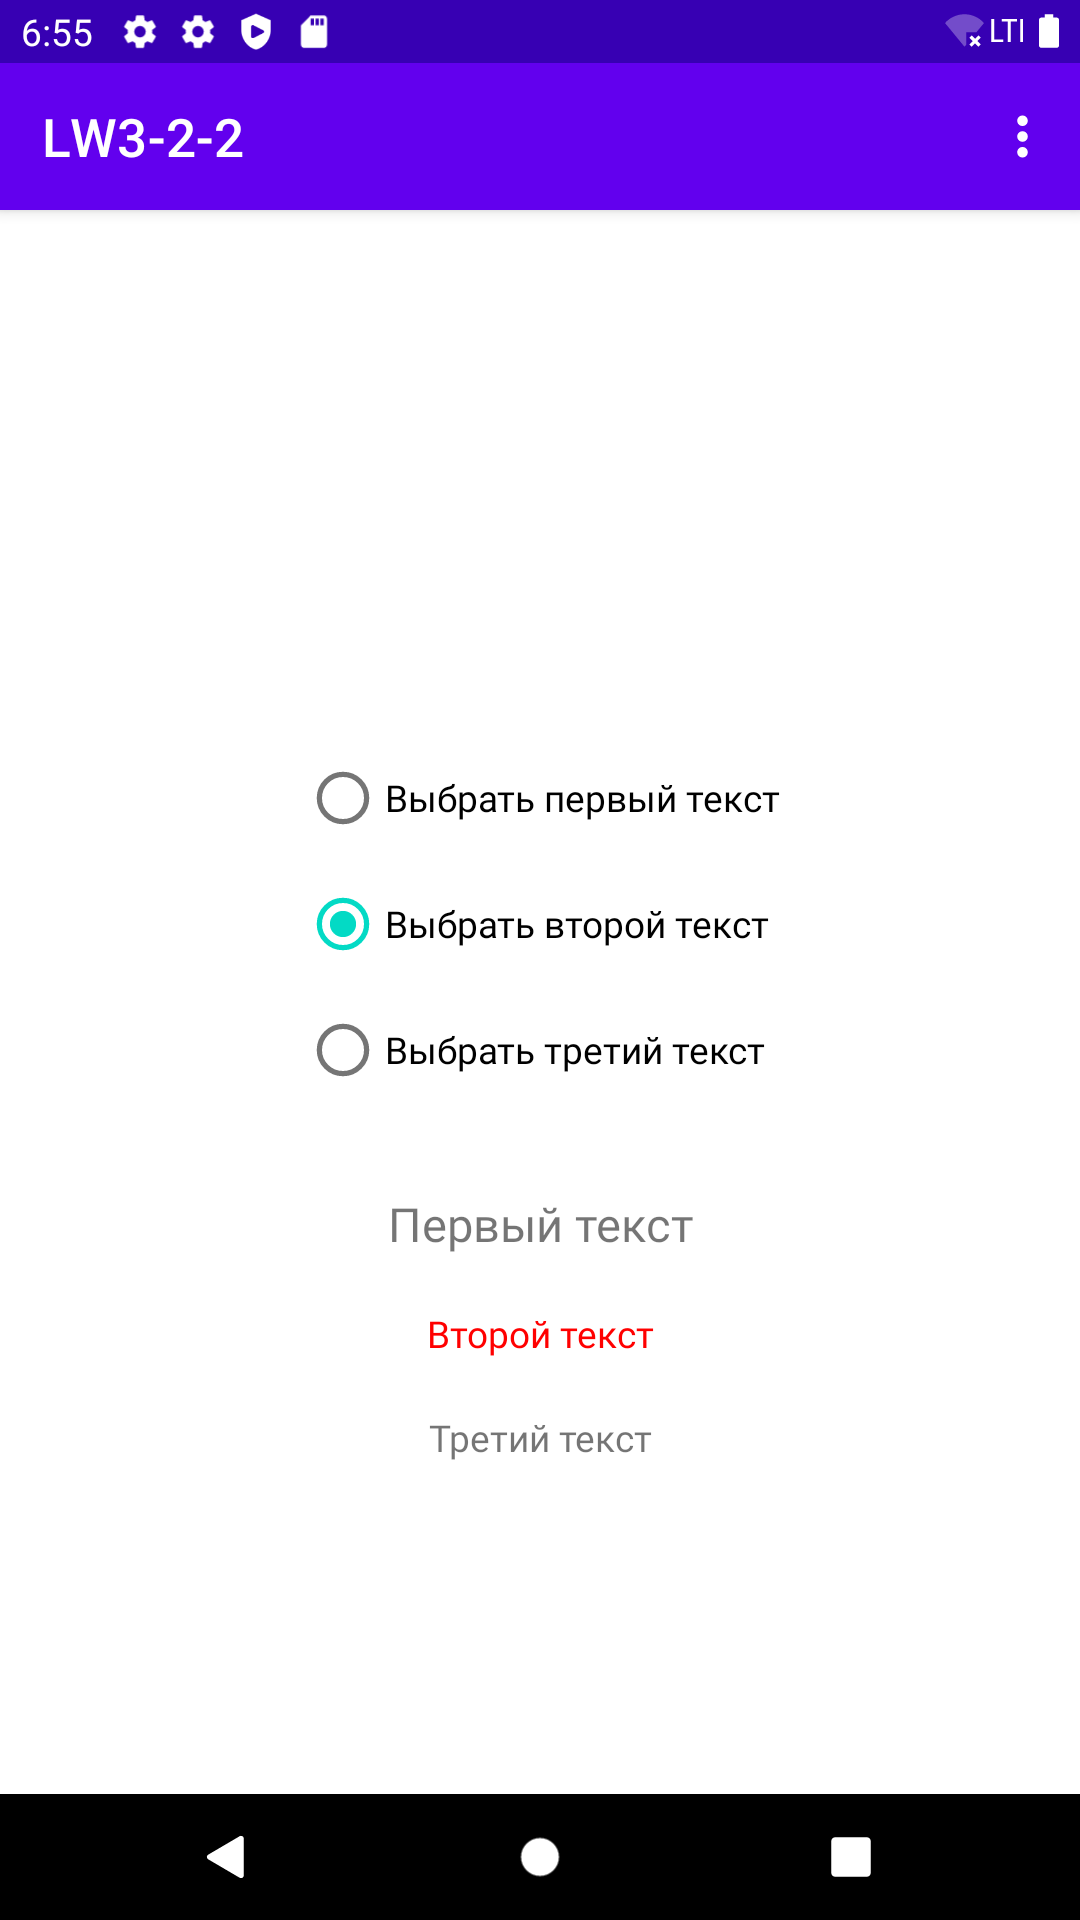 6:55 LTI
LW3-2-2
Выбрать первый текст
Выбрать второй текст
Выбрать третий текст
Первый текст
Второй текст
Третий текст